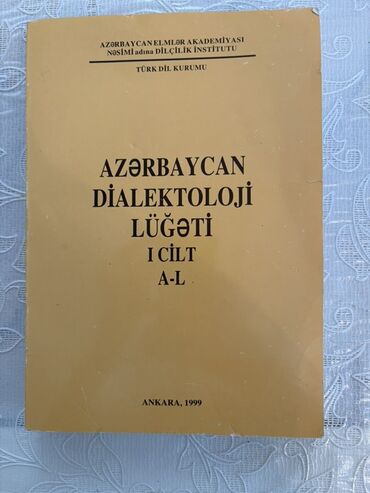 AZƏRBAYCAN ELMLƏR AKADEMİYASI
NƏSİMİ adına DİLÇİLİK İNSTİTUTU
TÜRK DİL KURUMU
AZƏRBAYCAN
DİALEKTOLOJİ
LÜĞƏTİ
I CİLT
A-L
ANKARA, 1999